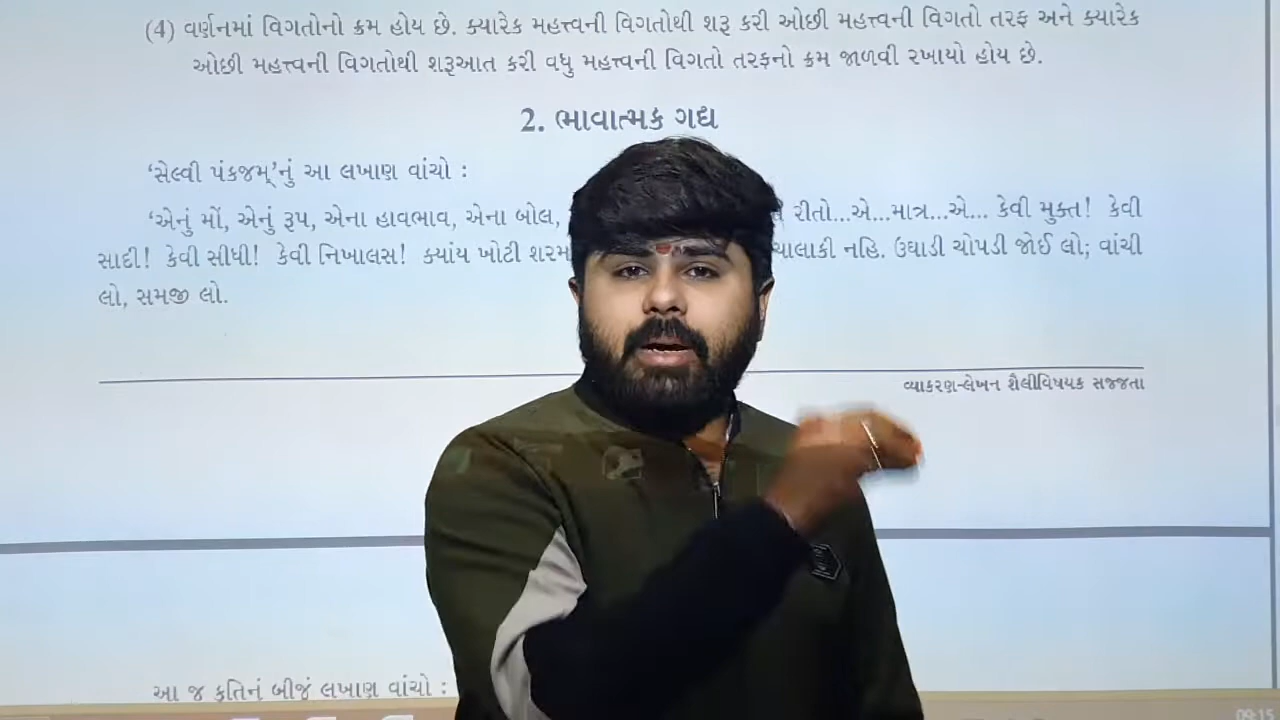 (4) વર્ણનમાં વિગતોનો ક્રમ હોય છે. ક્યારેક મહત્ત્વની વિગતોથી શરૂ કરી ઓછી મહત્ત્વની વિગતો તરફ અને ક્યારેક
ઓછી મહત્ત્વની વિગતોથી શરૂઆત કરી વધુ મહત્ત્વની વિગતો તરફનો ક્રમ જાળવી રખાયો હોય છે.
2. ભાવાત્મક ગદ્ય
‘સેલ્વી પંકજમ્’નું આ લખાણ વાંચો :
‘એનું મોં, એનું રૂપ, એના હાવભાવ, એના બોલ, રીતો...એ...માત્ર...એ... કેવી મુક્ત! કેવી
સાદી! કેવી સીધી! કેવી નિખાલસ! ક્યાંય ખોટી ચાલાકી નહિ. ઉઘાડી ચોપડી જોઈ લો; વાંચી
લો, સમજી લો.
વ્યાકરણ-લેખન શૈલીવિષયક સજ્જતા
આ જ કૃતિનું બીજું લખાણ વાંચો :
09:15